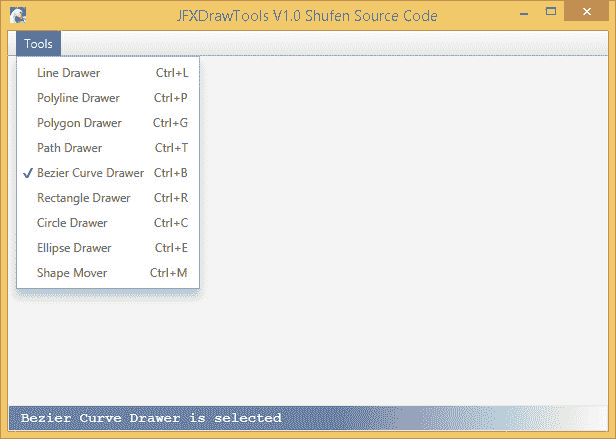 JFXDrawTools V1.0 Shufen Source Code
Tools
Line Drawer Ctrl+L
Polyline Drawer Ctrl+P
Polygon Drawer Ctrl+G
Path Drawer Ctrl+T
Bezier Curve Drawer Ctrl+B
Rectangle Drawer Ctrl+R
Circle Drawer Ctrl+C
Ellipse Drawer Ctrl+E
Shape Mover Ctrl+M
Bezier Curve Drawer is selected